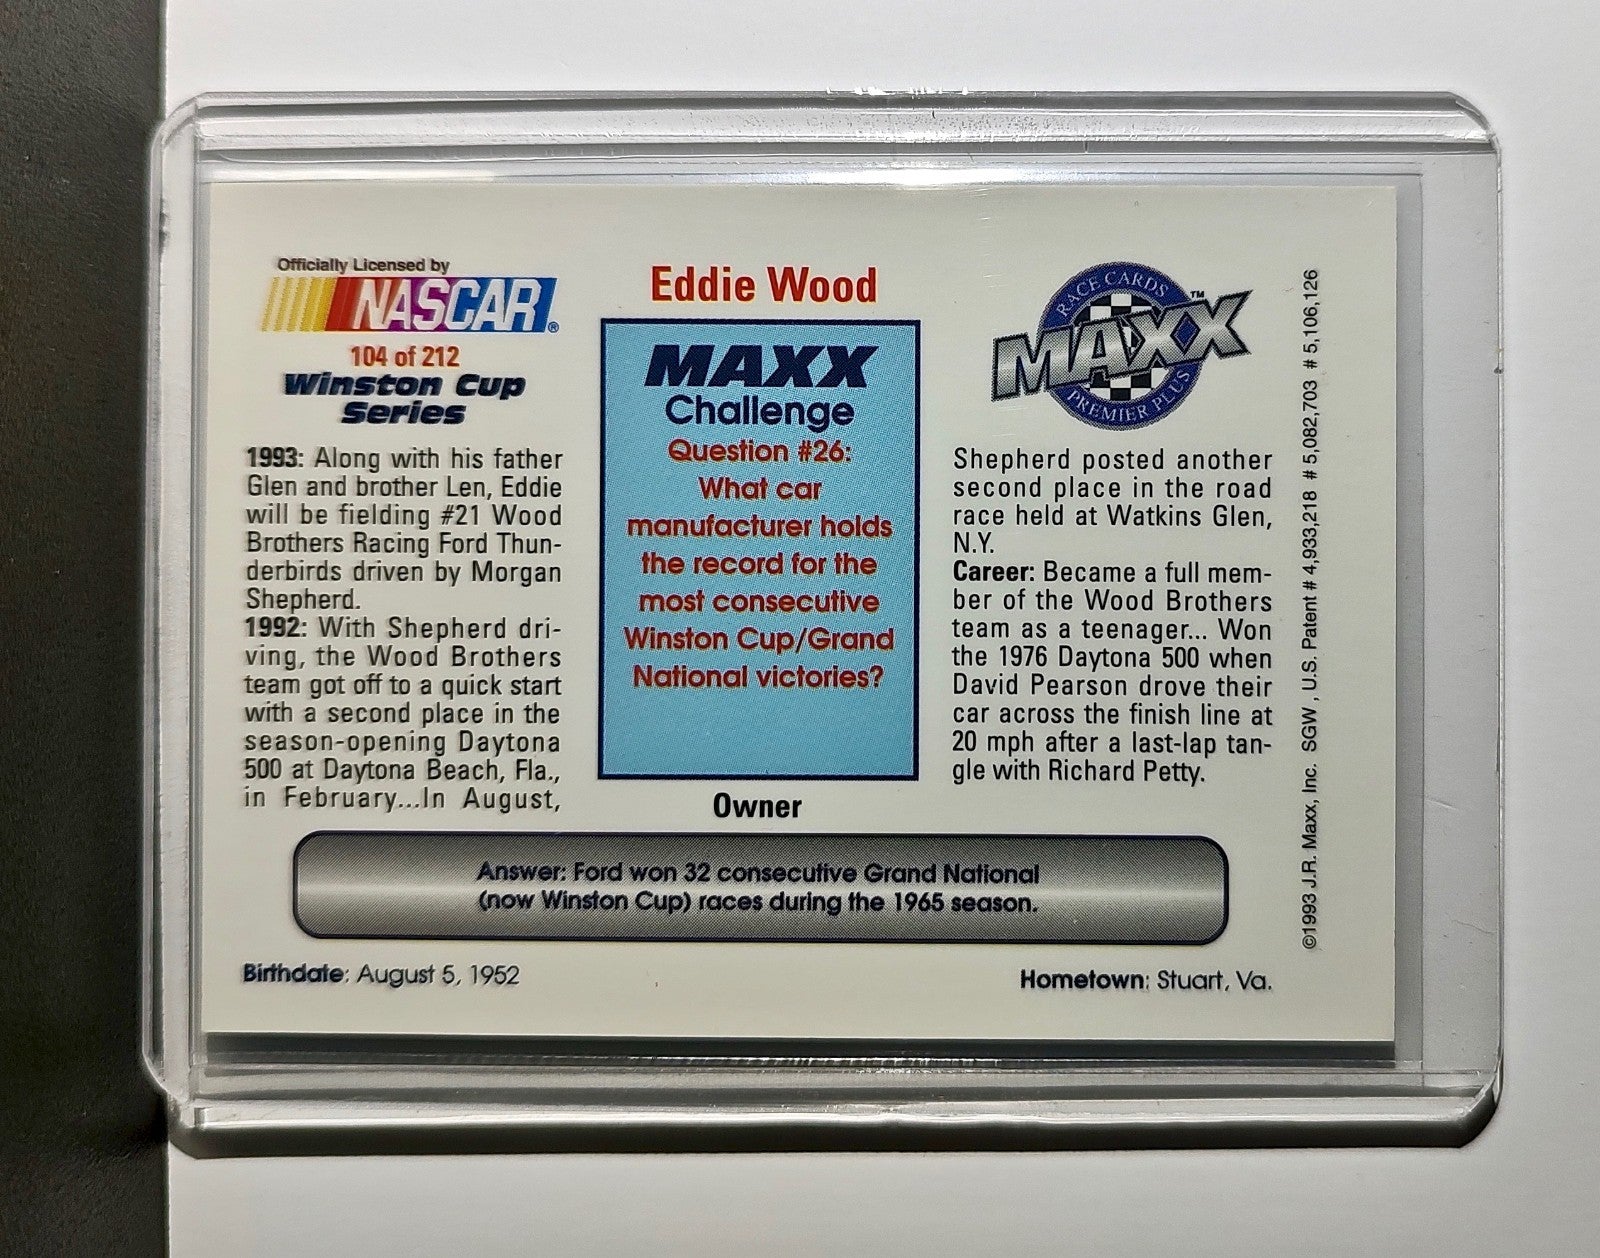 Officially Licensed by
NASCAR®
104 of 212
Winston Cup
Series
1993: Along with his father
Glen and brother Len, Eddie
will be fielding #21 Wood
Brothers Racing Ford Thun-
derbirds driven by Morgan
Shepherd.
1992: With Shepherd dri-
ving, the Wood Brothers
team got off to a quick start
with a second place in the
season-opening Daytona
500 at Daytona Beach, Fla.,
in February...In August,
Eddie Wood
MAXX
Challenge
Question #26:
What car
manufacturer holds
the record for the
most consecutive
Winston Cup/Grand
National victories?
Owner
RACE CARDS
MAXX™
PREMIER PLUS
Shepherd posted another
second place in the road
race held at Watkins Glen,
N.Y.
Career: Became a full mem-
ber of the Wood Brothers
team as a teenager... Won
the 1976 Daytona 500 when
David Pearson drove their
car across the finish line at
20 mph after a last-lap tan-
gle with Richard Petty.
Answer: Ford won 32 consecutive Grand National
(now Winston Cup) races during the 1965 season.
Birthdate: August 5, 1952
Hometown: Stuart, Va.
©1993 J.R. Maxx, Inc. SGW, U.S. Patent # 4,933,218 # 5,082,703 # 5,106,126